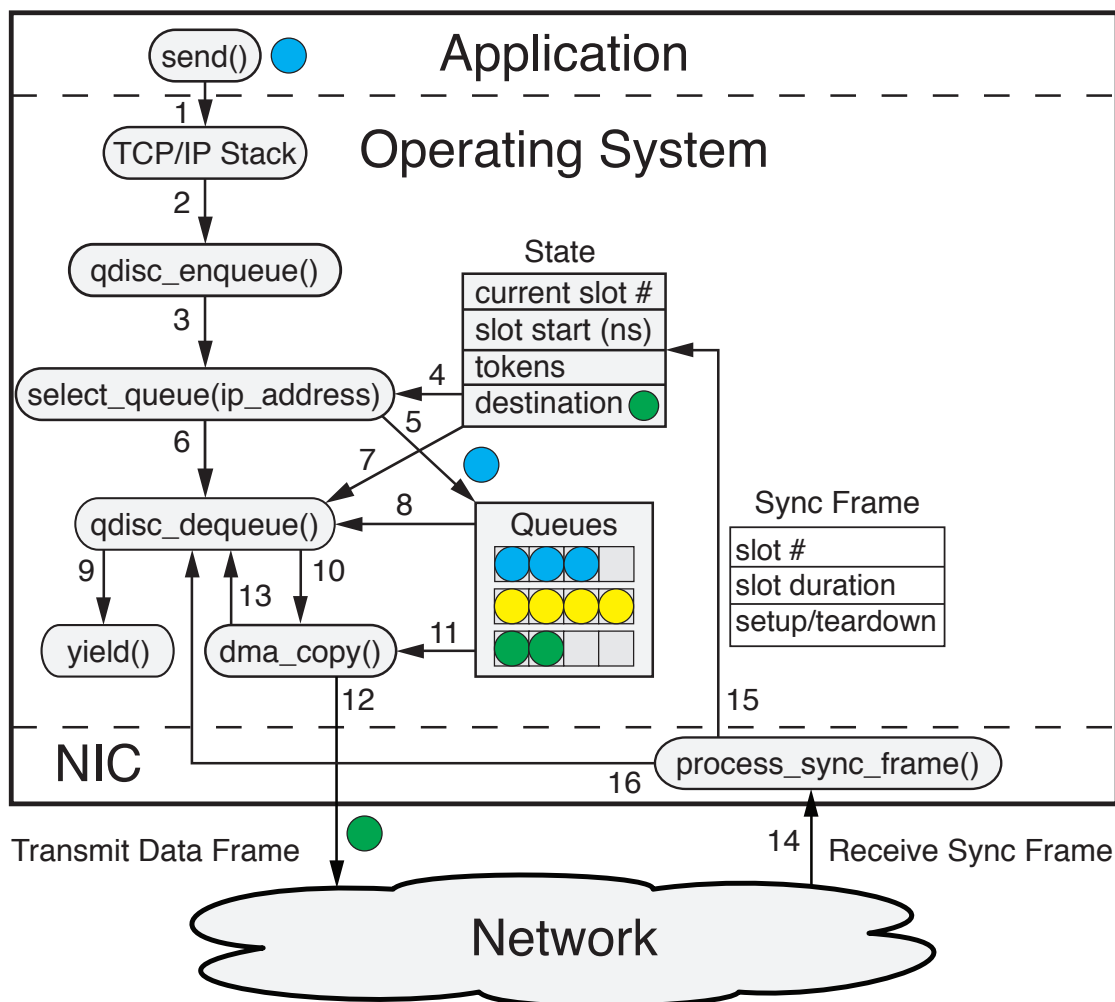 send()
Application
1
TCP/IP Stack
Operating System
2
State
qdisc_enqueue()
current slot #
3
slot start (ns)
tokens
select_queue(ip_address)
4
destination
5
6
7
qdisc_dequeue()
8
Queues
Sync Frame
slot #
slot duration
setup/teardown
9
10
13
yield()
dma_copy()
11
12
15
NIC
process_sync_frame()
16
Transmit Data Frame
14
Receive Sync Frame
Network